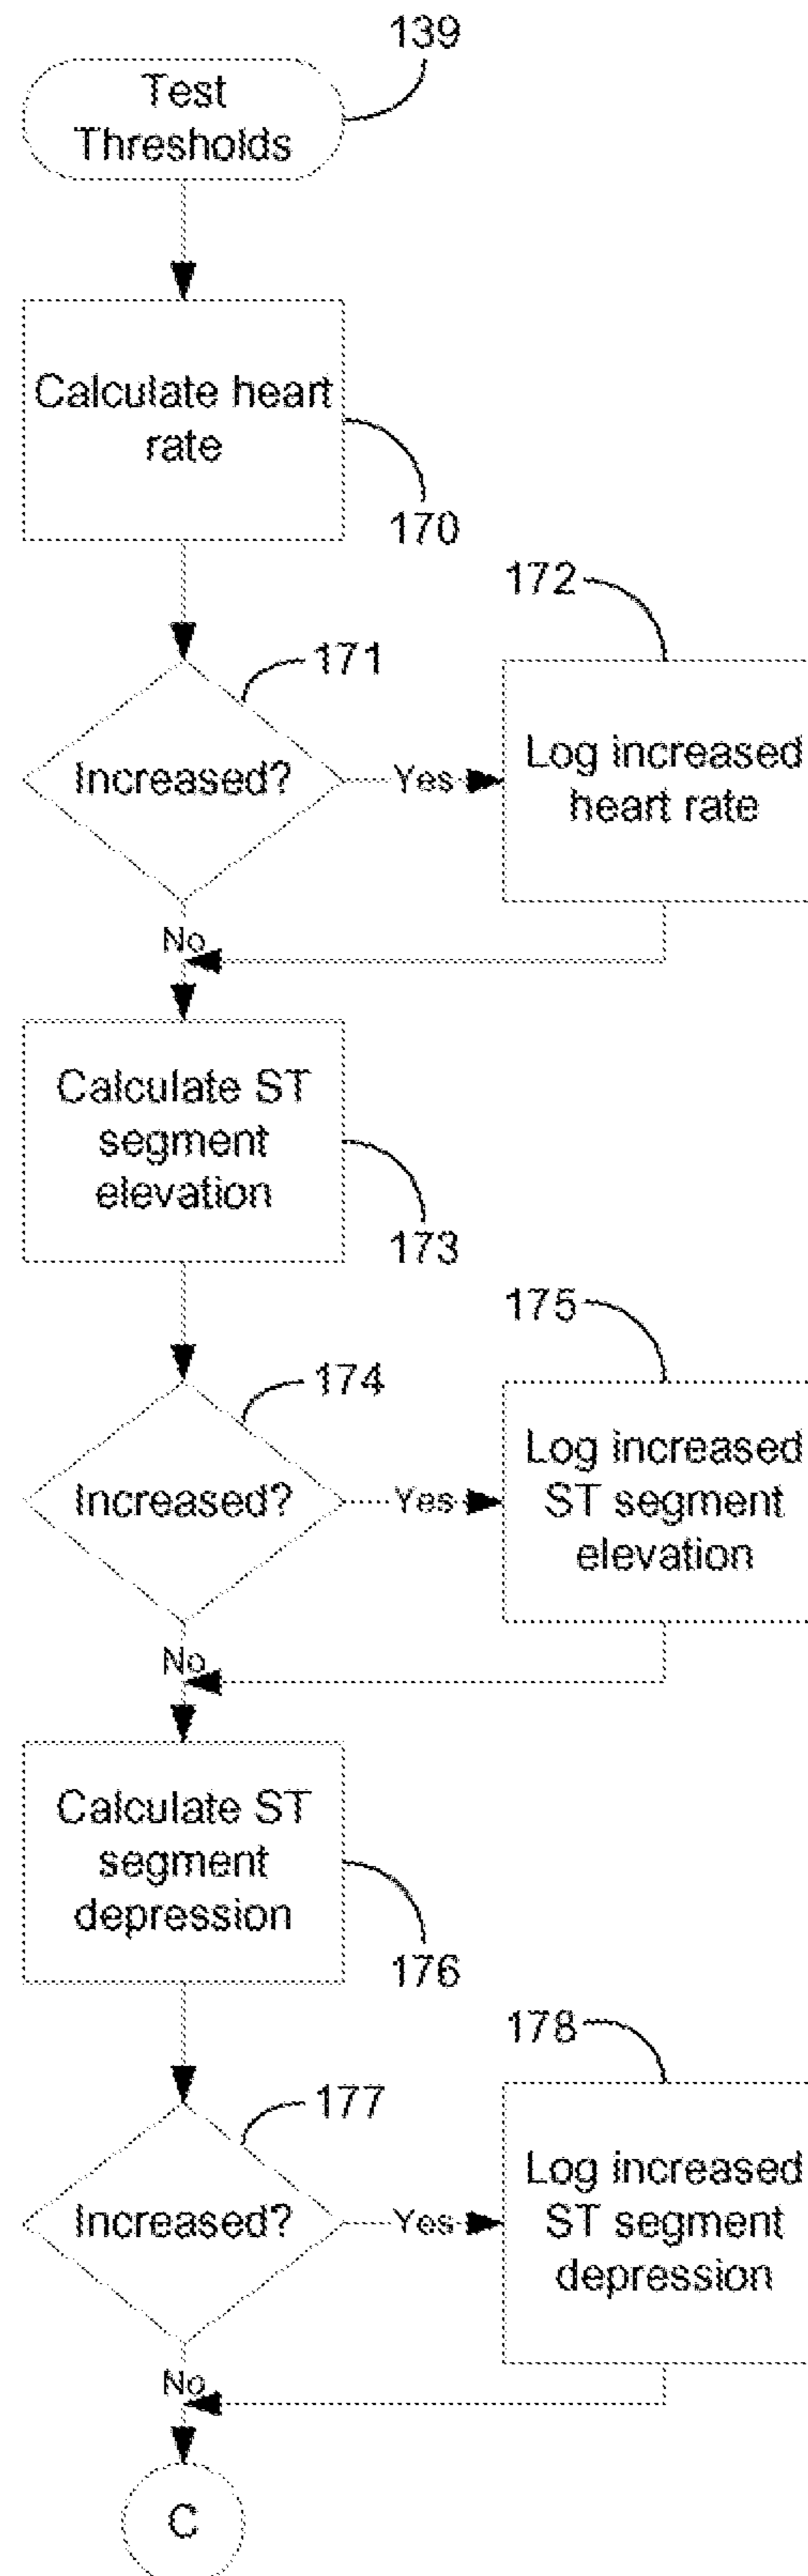 139
Test
Thresholds
Calculate heart
rate
170
172
171
Increased?
Yes
Log increased
heart rate
No
Calculate ST
segment
elevation
173
175
174
Increased?
Yes
Log increased
ST segment
elevation
No
Calculate ST
segment
depression
176
178
177
Increased?
Yes
Log increased
ST segment
depression
No
C